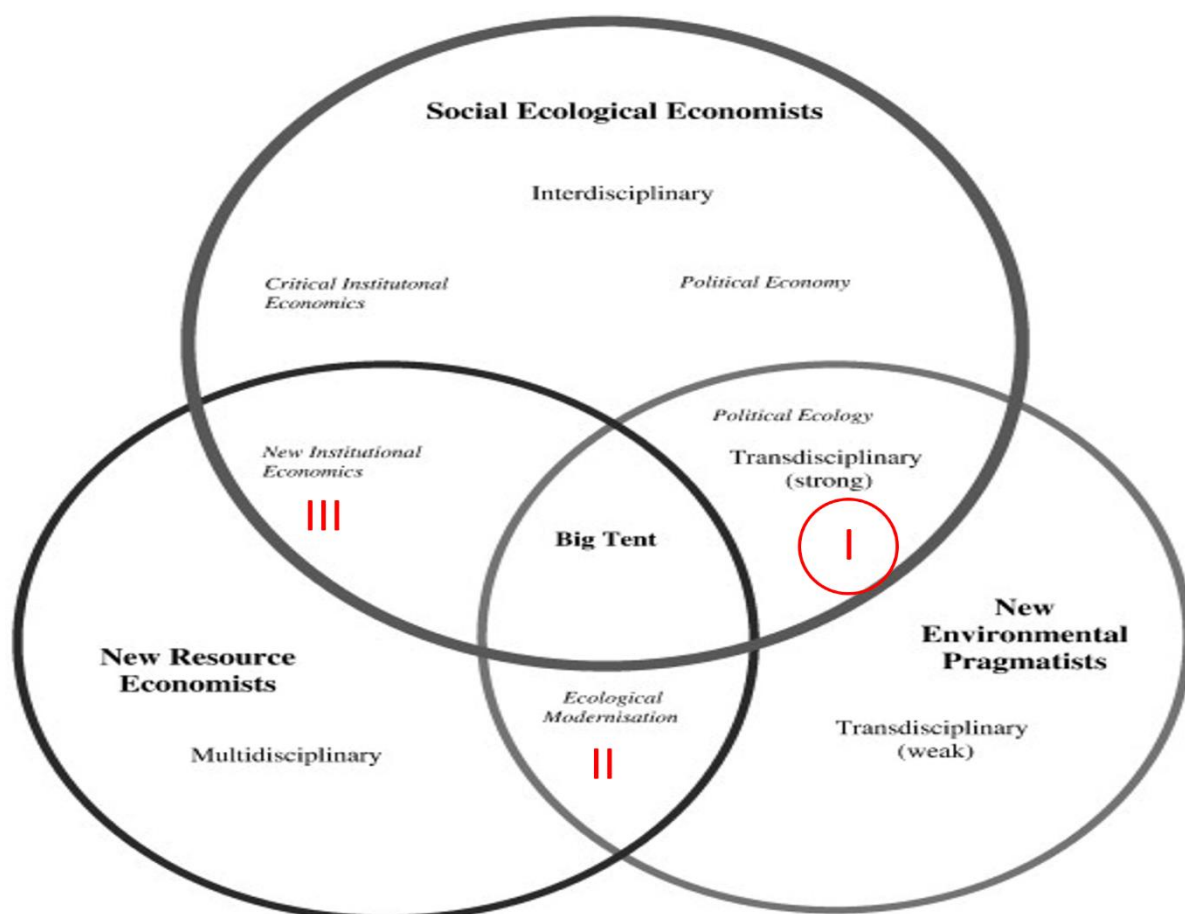 Social Ecological Economists
Interdisciplinary
Critical Institutonal
Economics
Political Economy
Political Ecology
Transdisciplinary
(strong)
I
New Institutional
Economics
III
Big Tent
New
Environmental
Pragmatists
Transdisciplinary
(weak)
New Resource
Economists
Multidisciplinary
Ecological
Modernisation
II